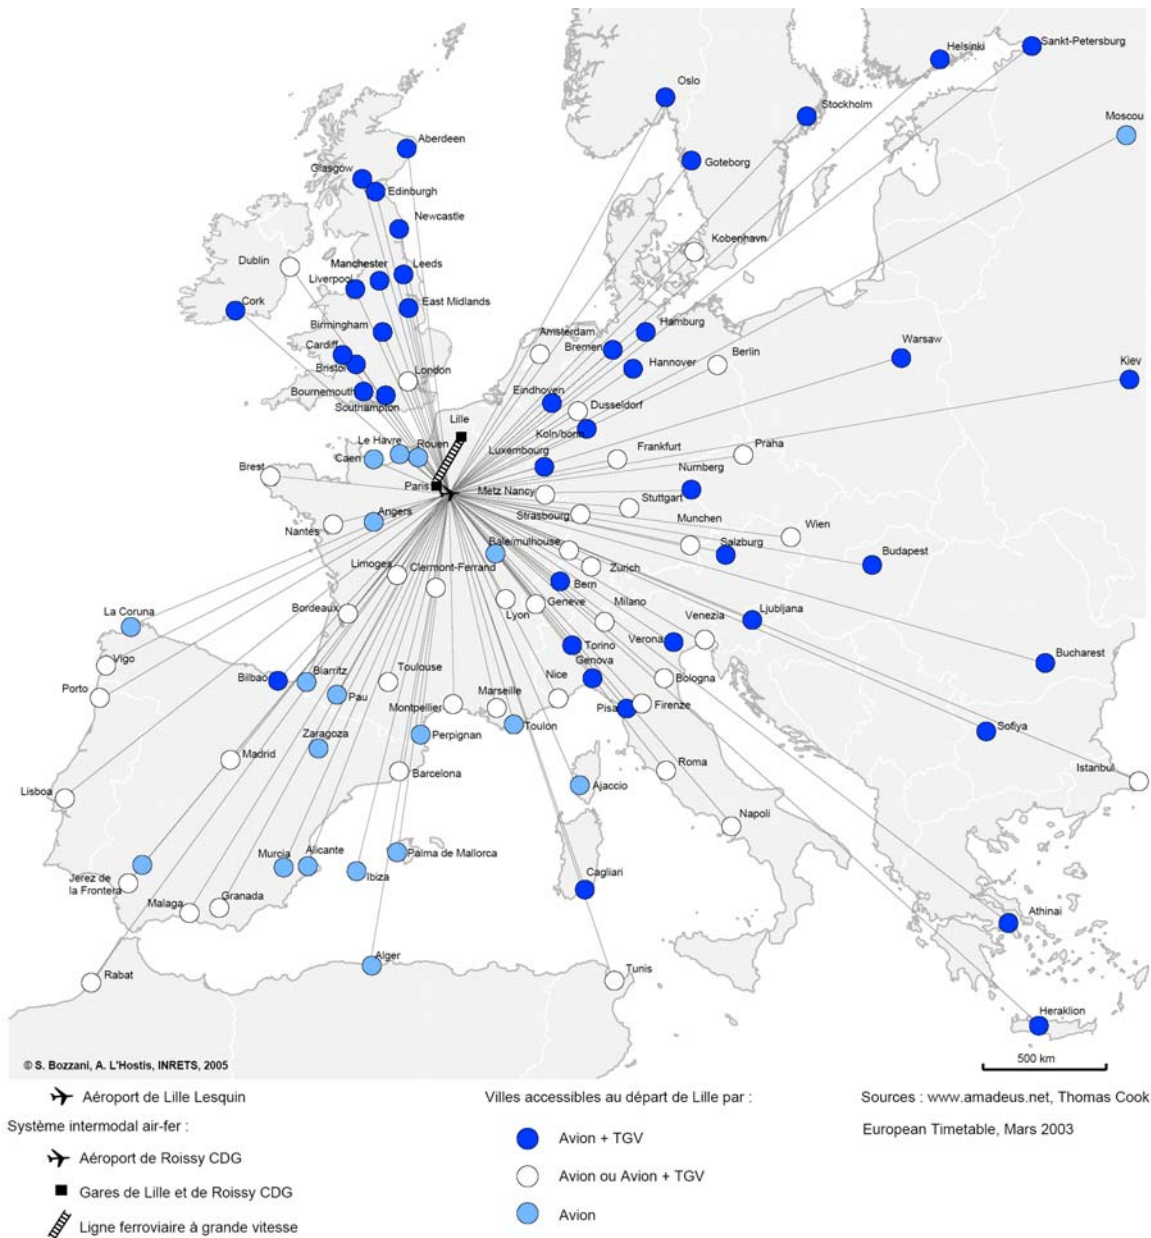 Helsinki
Sankt-Petersburg
Oslo
Stockholm
Moscou
Aberdeen
Glasgow
Goteborg
Edinburgh
Newcastle
Kobenhavn
Dublin
Manchester
Leeds
Liverpool
Cork
East Midlands
Birmingham
Hamburg
Amsterdam
Cardiff
Bremen
Warsaw
Bristol
Hannover
Berlin
Kiev
London
Bournemouth
Eindhoven
Southampton
Dusseldorf
Lille
Koln/bonn
Le Havre
Rouen
Caen
Luxembourg
Frankfurt
Praha
Brest
Nurnberg
Paris
Metz Nancy
Stuttgart
Strasbourg
Angers
Munchen
Wien
Nantes
Bale/mulhouse
Salzburg
Budapest
Limoges
Clermont-Ferrand
Zurich
Bern
La Coruna
Bordeaux
Lyon
Geneve
Milano
Venezia
Ljubljana
Verona
Torino
Vigo
Genova
Bucharest
Bilbao
Biarritz
Toulouse
Nice
Bologna
Porto
Pau
Marseille
Montpellier
Pisa
Firenze
Toulon
Zaragoza
Perpignan
Sofiya
Madrid
Roma
Barcelona
Istanbul
Lisboa
Ajaccio
Napoli
Murcia
Alicante
Palma de Mallorca
Jerez de
la Frontera
Ibiza
Cagliari
Malaga
Granada
Athinai
Alger
Rabat
Tunis
Heraklion
© S. Bozzani, A. L'Hostis, INRETS, 2005
500 km
Aéroport de Lille Lesquin
Système intermodal air-fer :
Aéroport de Roissy CDG
Gares de Lille et de Roissy CDG
Ligne ferroviaire à grande vitesse
Villes accessibles au départ de Lille par :
Avion + TGV
Avion ou Avion + TGV
Avion
Sources : www.amadeus.net, Thomas Cook
European Timetable, Mars 2003